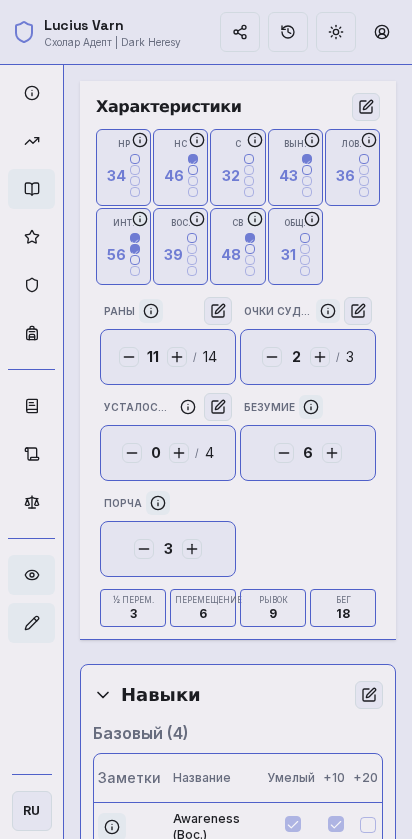 Lucius Varn
Схолар Адепт | Dark Heresy
Характеристики
НР
НС
С
ВЫН.
ЛОВ.
34
46
32
43
36
ИНТ
ВОС.
СВ
ОБЩ.
56
39
48
31
РАНЫ
ОЧКИ СУД...
11 / 14
2 / 3
УСТАЛОС...
БЕЗУМИЕ
0 / 4
6
ПОРЧА
3
½ ПЕРЕМ.
ПЕРЕМЕЩЕНИЕ
РЫВОК
БЕГ
3
6
9
18
Навыки
Базовый (4)
Заметки Название Умелый +10 +20
Awareness
(Вос.)
RU